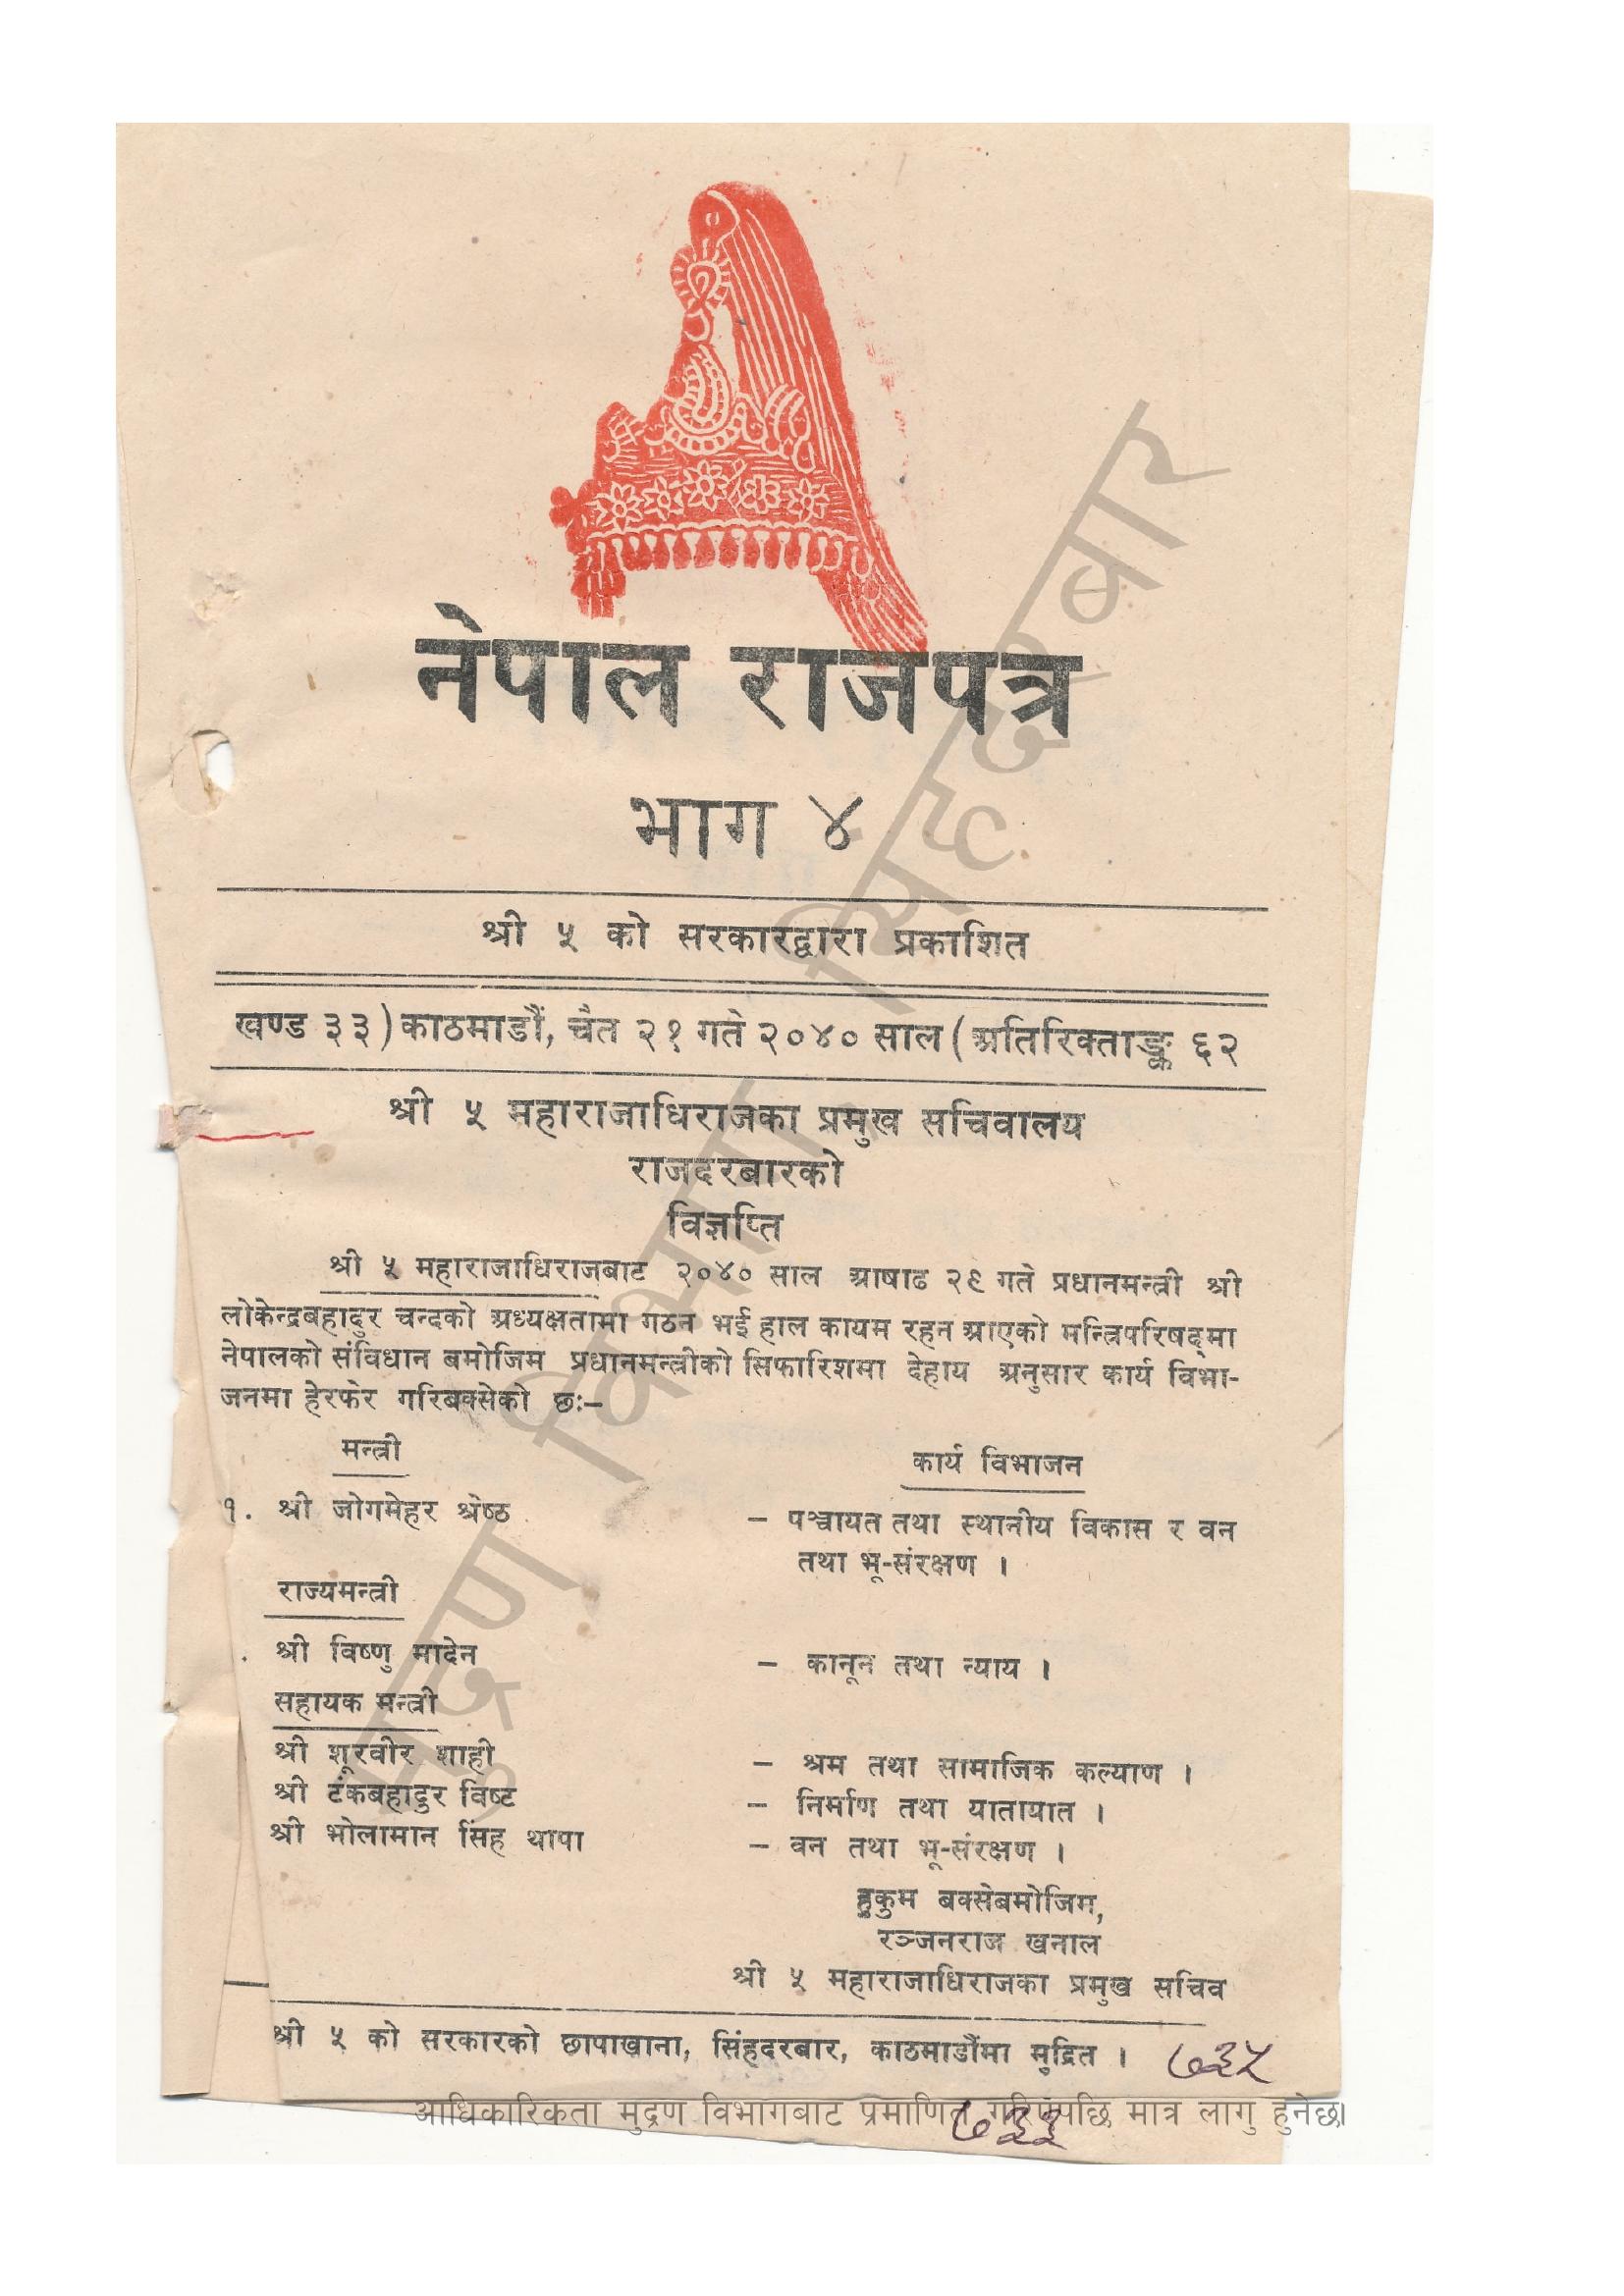 नेपाल राजपत्र
भाग ४
श्री ५ को सरकारद्वारा प्रकाशित
खण्ड ३३) काठमाडौं, चैत २१ गते २०४० साल (अतिरिक्ताङ्क ६२
श्री ५ महाराजाधिराजका प्रमुख सचिवालय
राजदरबारको
विज्ञप्ति
श्री ५ महाराजाधिराजबाट २०४० साल आषाढ २९ गते प्रधानमन्त्री श्री
लोकेन्द्रबहादुर चन्दको अध्यक्षतामा गठन भई हाल कायम रहन आएको मन्त्रिपरिषद्मा
नेपालको संविधान बमोजिम प्रधानमन्त्रीको सिफारिशमा देहाय अनुसार कार्य विभा-
जनमा हेरफेर गरिबक्सेको छः–
मन्त्री कार्य विभाजन
१. श्री जोगमेहर श्रेष्ठ – पञ्चायत तथा स्थानीय विकास र वन
तथा भू-संरक्षण ।
राज्यमन्त्री
. श्री विष्णु मादेन – कानून तथा न्याय ।
सहायक मन्त्री
श्री शूरवीर शाही – श्रम तथा सामाजिक कल्याण ।
श्री टंकबहादुर विष्ट – निर्माण तथा यातायात ।
श्री भोलामान सिंह थापा – वन तथा भू-संरक्षण ।
हुकुम बक्सेबमोजिम,
रञ्जनराज खनाल
श्री ५ महाराजाधिराजका प्रमुख सचिव
श्री ५ को सरकारको छापाखाना, सिंहदरबार, काठमाडौंमा मुद्रित । ७३५
आधिकारिकता मुद्रण विभागबाट प्रमाणित गरिएपछि मात्र लागु हुनेछ।
७३३
मुद्रण विभाग, सिंहदरबार